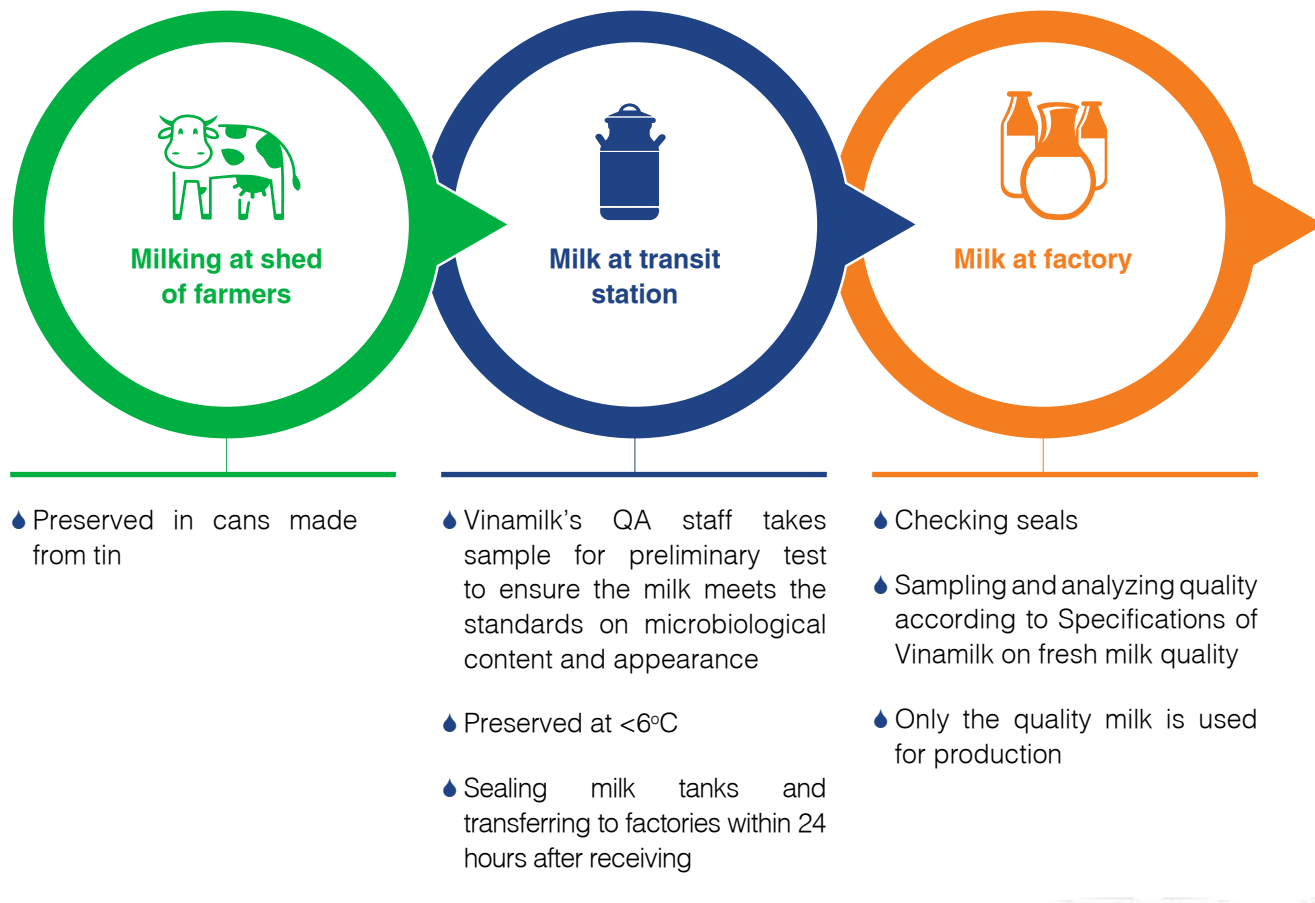 Milking at shed
of farmers
Milk at transit
station
Milk at factory
Preserved in cans made
from tin
Vinamilk's QA staff takes
sample for preliminary test
to ensure the milk meets the
standards on microbiological
content and appearance
Preserved at <6ºC
Sealing milk tanks and
transferring to factories within 24
hours after receiving
Checking seals
Sampling and analyzing quality
according to Specifications of
Vinamilk on fresh milk quality
Only the quality milk is used
for production